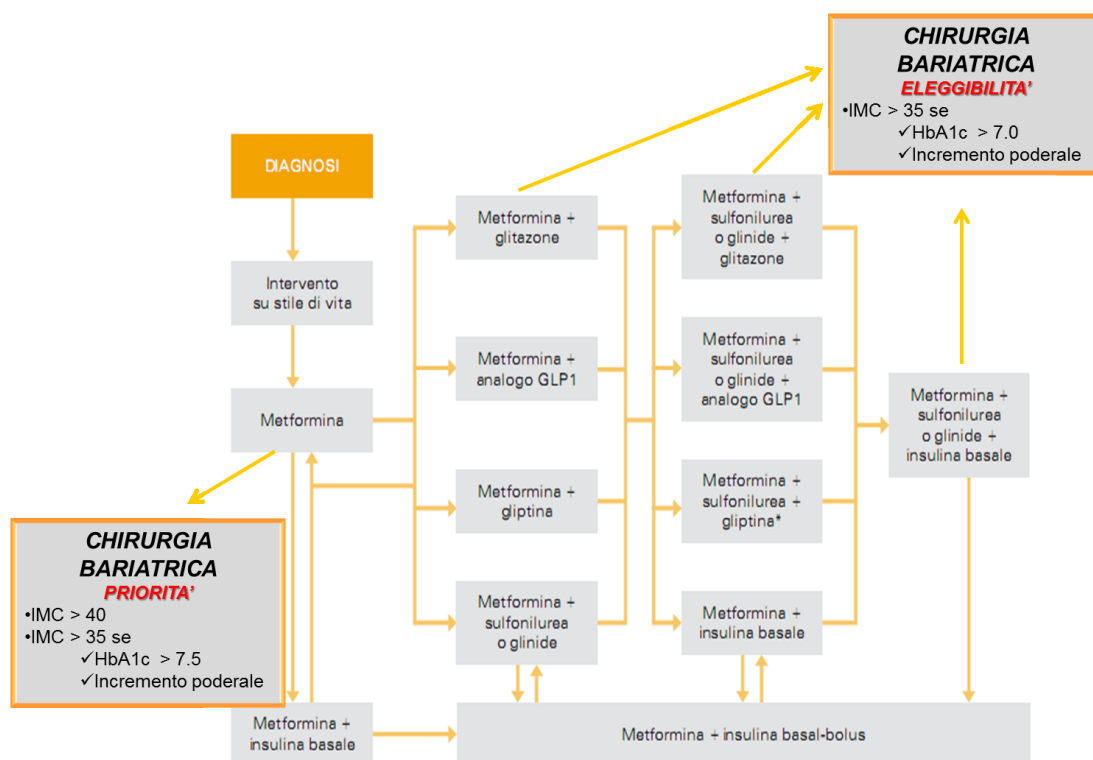 CHIRURGIA
BARIATRICA
ELEGGIBILITA'
•IMC > 35 se
✓HbA1c > 7.0
✓Incremento poderale
DIAGNOSI
Intervento
su stile di vita
Metformina
Metformina +
glitazone
Metformina +
analogo GLP1
Metformina +
gliptina
Metformina +
sulfonilurea
o glinide
Metformina +
sulfonilurea
o glinide +
glitazone
Metformina +
sulfonilurea
o glinide +
analogo GLP1
Metformina +
sulfonilurea +
gliptina*
Metformina +
insulina basale
Metformina +
sulfonilurea
o glinide +
insulina basale
CHIRURGIA
BARIATRICA
PRIORITA'
•IMC > 40
•IMC > 35 se
✓HbA1c > 7.5
✓Incremento poderale
Metformina +
insulina basale
Metformina + insulina basal-bolus